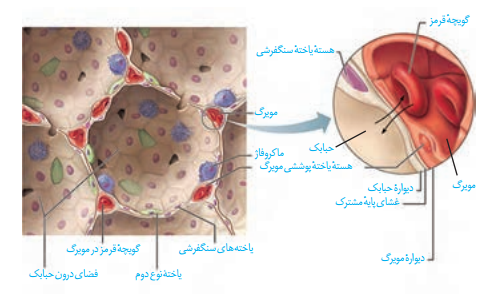 گویچهٔ قرمز
هستهٔ یاختهٔ سنگفرشی
مویرگ
حبابک
ماکروفاژ
هستهٔ یاختهٔ پوششی مویرگ
دیوارهٔ حبابک
مویرگ
غشای پایهٔ مشترک
یاخته‌های سنگفرشی
گویچهٔ قرمز در مویرگ
دیوارهٔ مویرگ
یاختهٔ نوع دوم
فضای درون حبابک